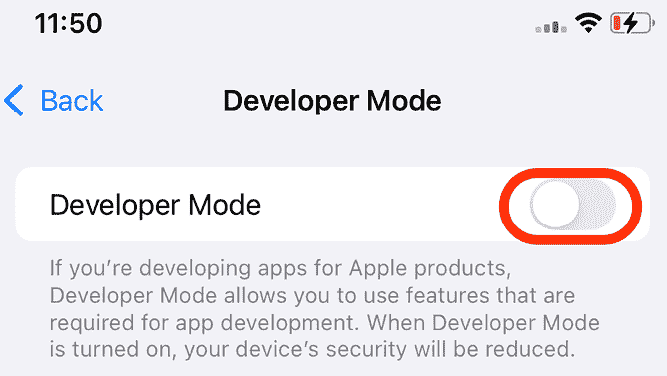 11:50
Back
Developer Mode
Developer Mode
If you’re developing apps for Apple products,
Developer Mode allows you to use features that are
required for app development. When Developer Mode
is turned on, your device’s security will be reduced.